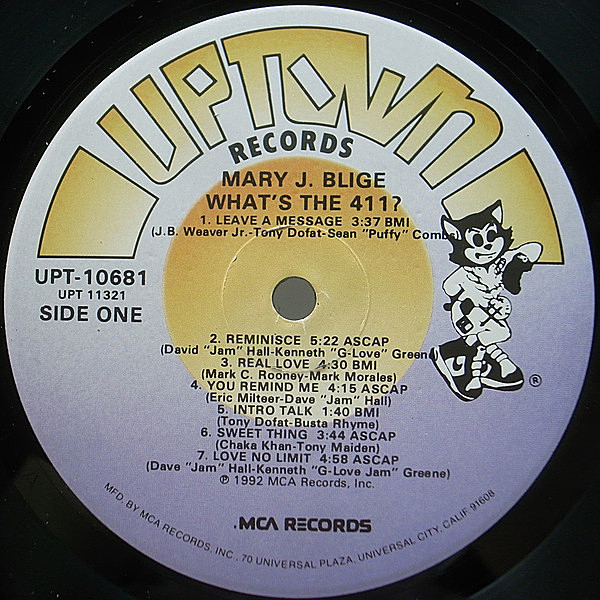 UPTOWN
RECORDS
MARY J. BLIGE
WHAT'S THE 411?
1. LEAVE A MESSAGE 3:37 BMI
(J.B. Weaver Jr.-Tony Dofat-Sean "Puffy" Combs)
UPT-10681
UPT 11321
SIDE ONE
2. REMINISCE 5:22 ASCAP
(David "Jam" Hall-Kenneth "G-Love" Greene)
3. REAL LOVE 4:30 BMI
(Mark C. Rooney-Mark Morales)
4. YOU REMIND ME 4:15 ASCAP
(Eric Milteer-Dave "Jam" Hall)
5. INTRO TALK 1:40 BMI
(Tony Dofat-Busta Rhyme)
6. SWEET THING 3:44 ASCAP
(Chaka Khan-Tony Maiden)
7. LOVE NO LIMIT 4:58 ASCAP
(Dave "Jam" Hall-Kenneth "G-Love Jam" Greene)
℗ 1992 MCA Records, Inc.
®
.MCA RECORDS
MFD. BY MCA RECORDS, INC., 70 UNIVERSAL PLAZA, UNIVERSAL CITY, CALIF. 91608